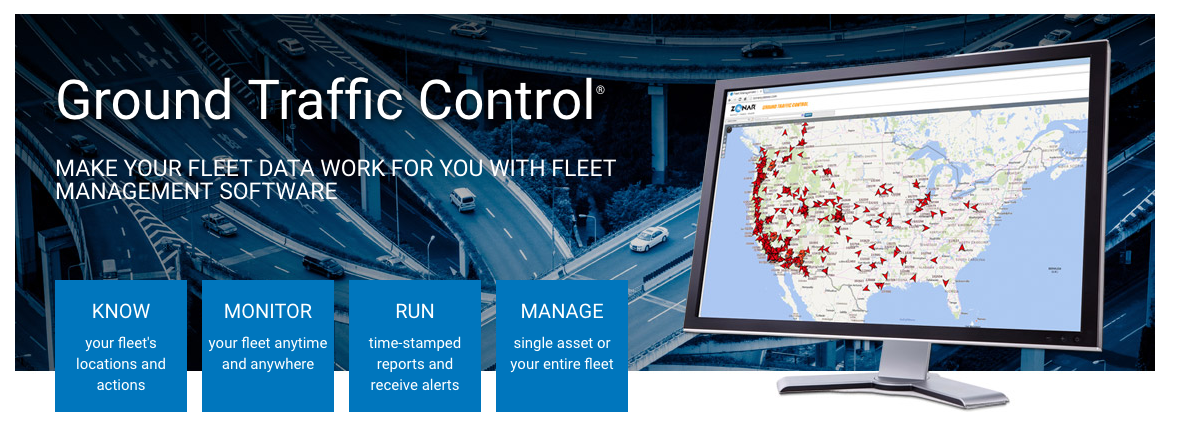 Ground Traffic Control®
MAKE YOUR FLEET DATA WORK FOR YOU WITH FLEET
MANAGEMENT SOFTWARE
ZONAR
GROUND TRAFFIC CONTROL
KNOW
your fleet's
locations and
actions
MONITOR
your fleet anytime
and anywhere
RUN
time-stamped
reports and
receive alerts
MANAGE
single asset or
your entire fleet